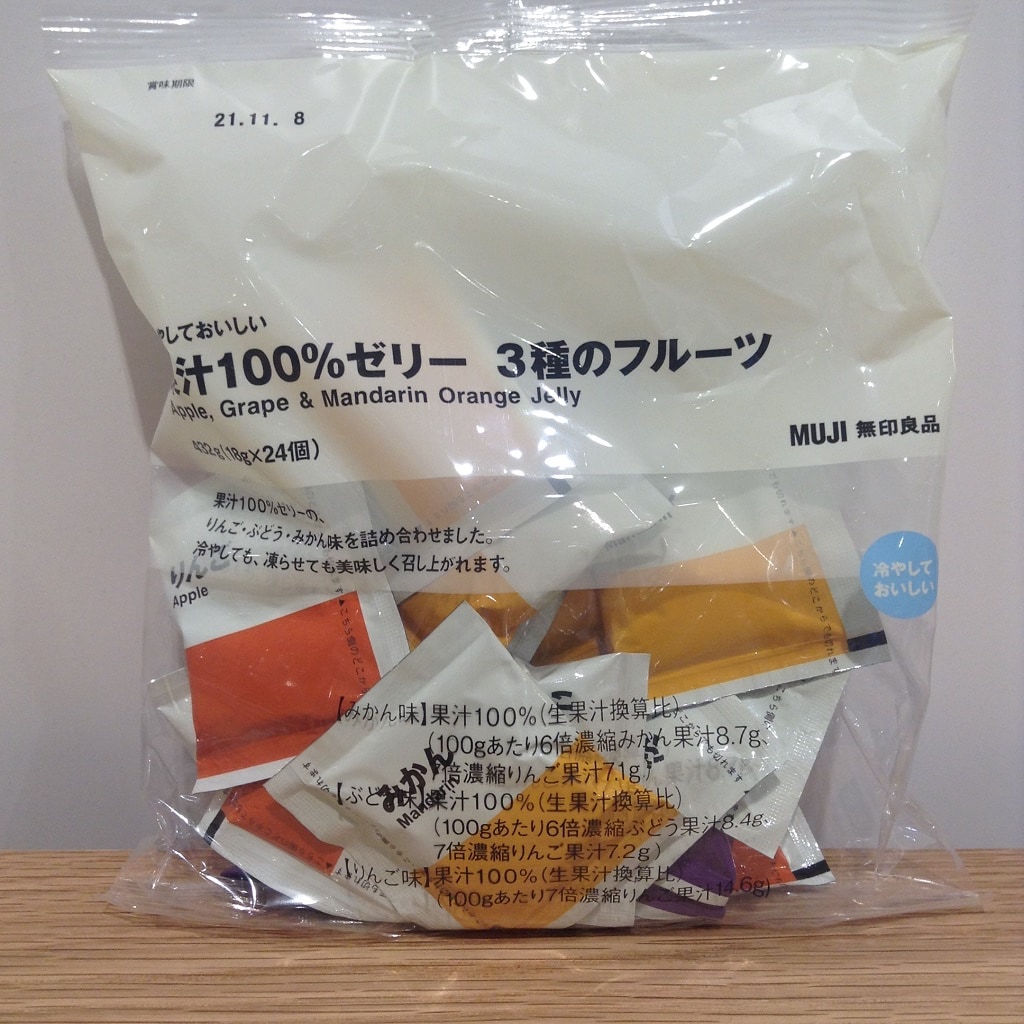 賞味期限
21.11. 8
やしておいしい
果汁100%ゼリー 3種のフルーツ
Apple, Grape & Mandarin Orange Jelly
432g(18g×24個)
MUJI 無印良品
果汁100%ゼリーの、
りんご・ぶどう・みかん味を詰め合わせました。
冷やしても、凍らせても美味しく召し上がれます。
冷やして
おいしい
りんご
Apple
みかん
Mandarin
【みかん味】果汁100%(生果汁換算比)
(100gあたり6倍濃縮みかん果汁8.7g、
倍濃縮りんご果汁7.1g)
【ぶどう味】果汁100%(生果汁換算比)
(100gあたり6倍濃縮ぶどう果汁8.4g、
7倍濃縮りんご果汁7.2g)
【りんご味】果汁100%(生果汁換算比)
(100gあたり7倍濃縮りんご果汁14.6g)